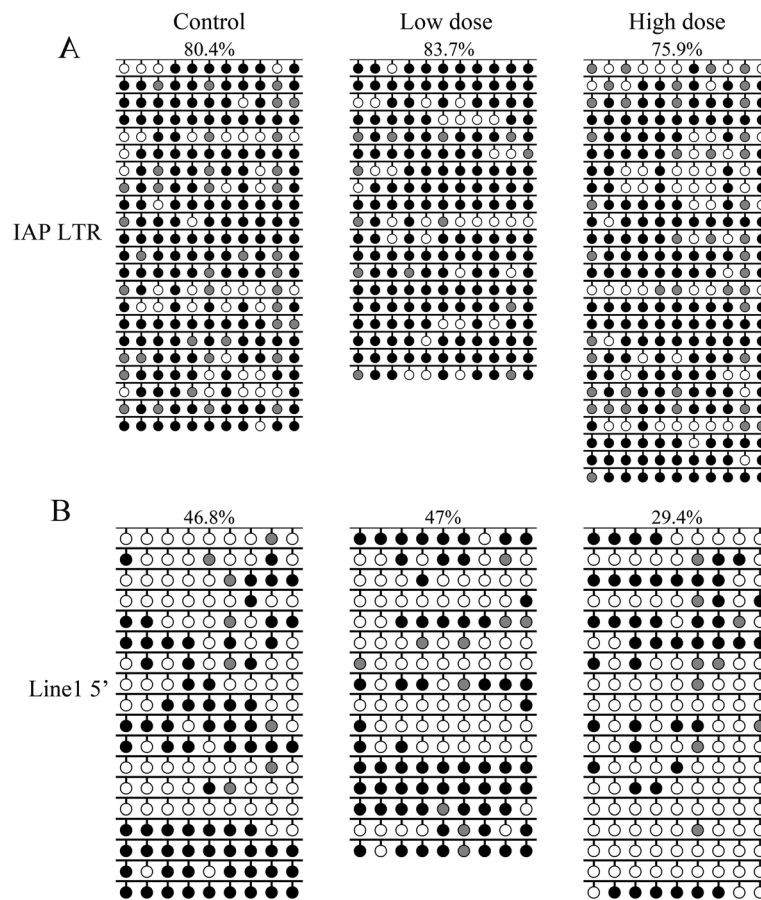 Control Low dose High dose
A 80.4% 83.7% 75.9%
IAP LTR
B 46.8% 47% 29.4%
Line1 5’